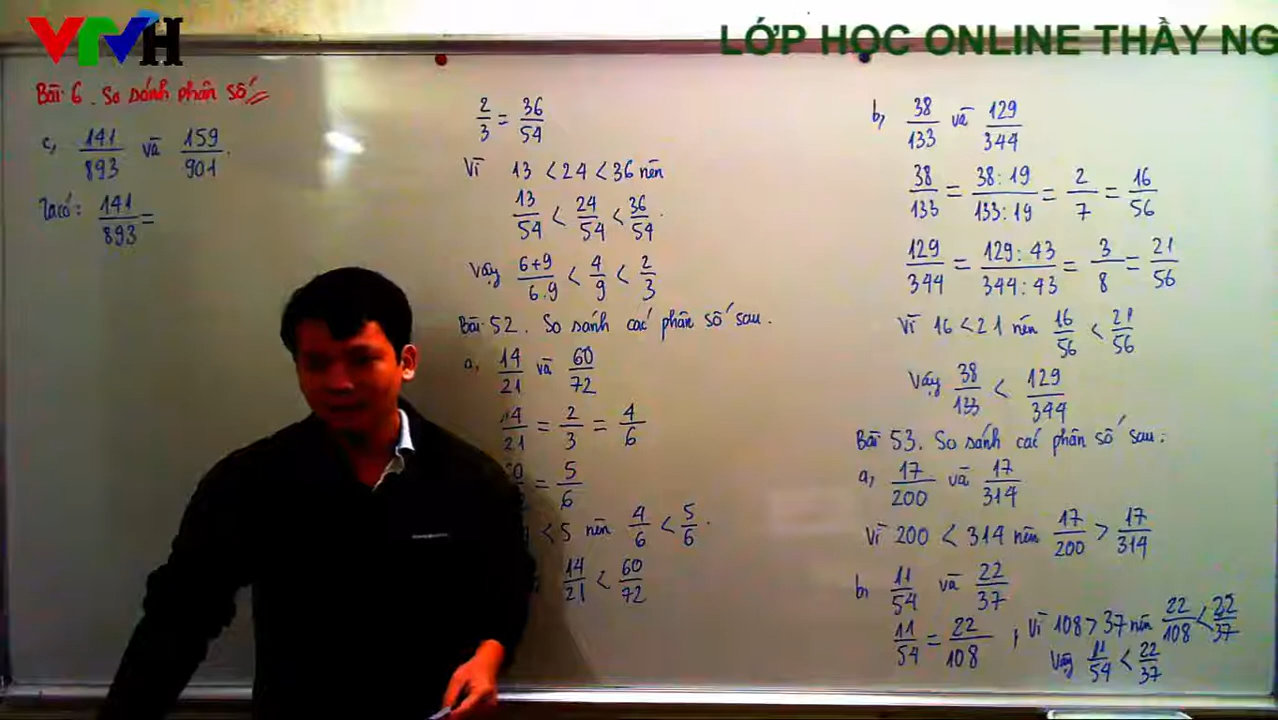 VTVH
LỚP HỌC ONLINE THẦY NG
Bài 6. So sánh phân số
c, 141/893 và 159/901.
Ta có: 141/893 =
2/3 = 36/54
Vì 13 < 24 < 36 nên
13/54 < 24/54 < 36/54.
Vậy (6+9)/(6.9) < 4/9 < 2/3
Bài 52. So sánh các phân số sau.
a, 14/21 và 60/72
14/21 = 2/3 = 4/6
= 5/6
< 5 nên 4/6 < 5/6.
14/21 < 60/72
b, 38/133 và 129/344
38/133 = (38:19)/(133:19) = 2/7 = 16/56
129/344 = (129:43)/(344:43) = 3/8 = 21/56
Vì 16 < 21 nên 16/56 < 21/56
Vậy 38/133 < 129/344
Bài 53. So sánh các phân số sau:
a, 17/200 và 17/314
Vì 200 < 314 nên 17/200 > 17/314
b, 11/54 và 22/37
11/54 = 22/108, Vì 108 > 37 nên 22/108 < 22/37
Vậy 11/54 < 22/37